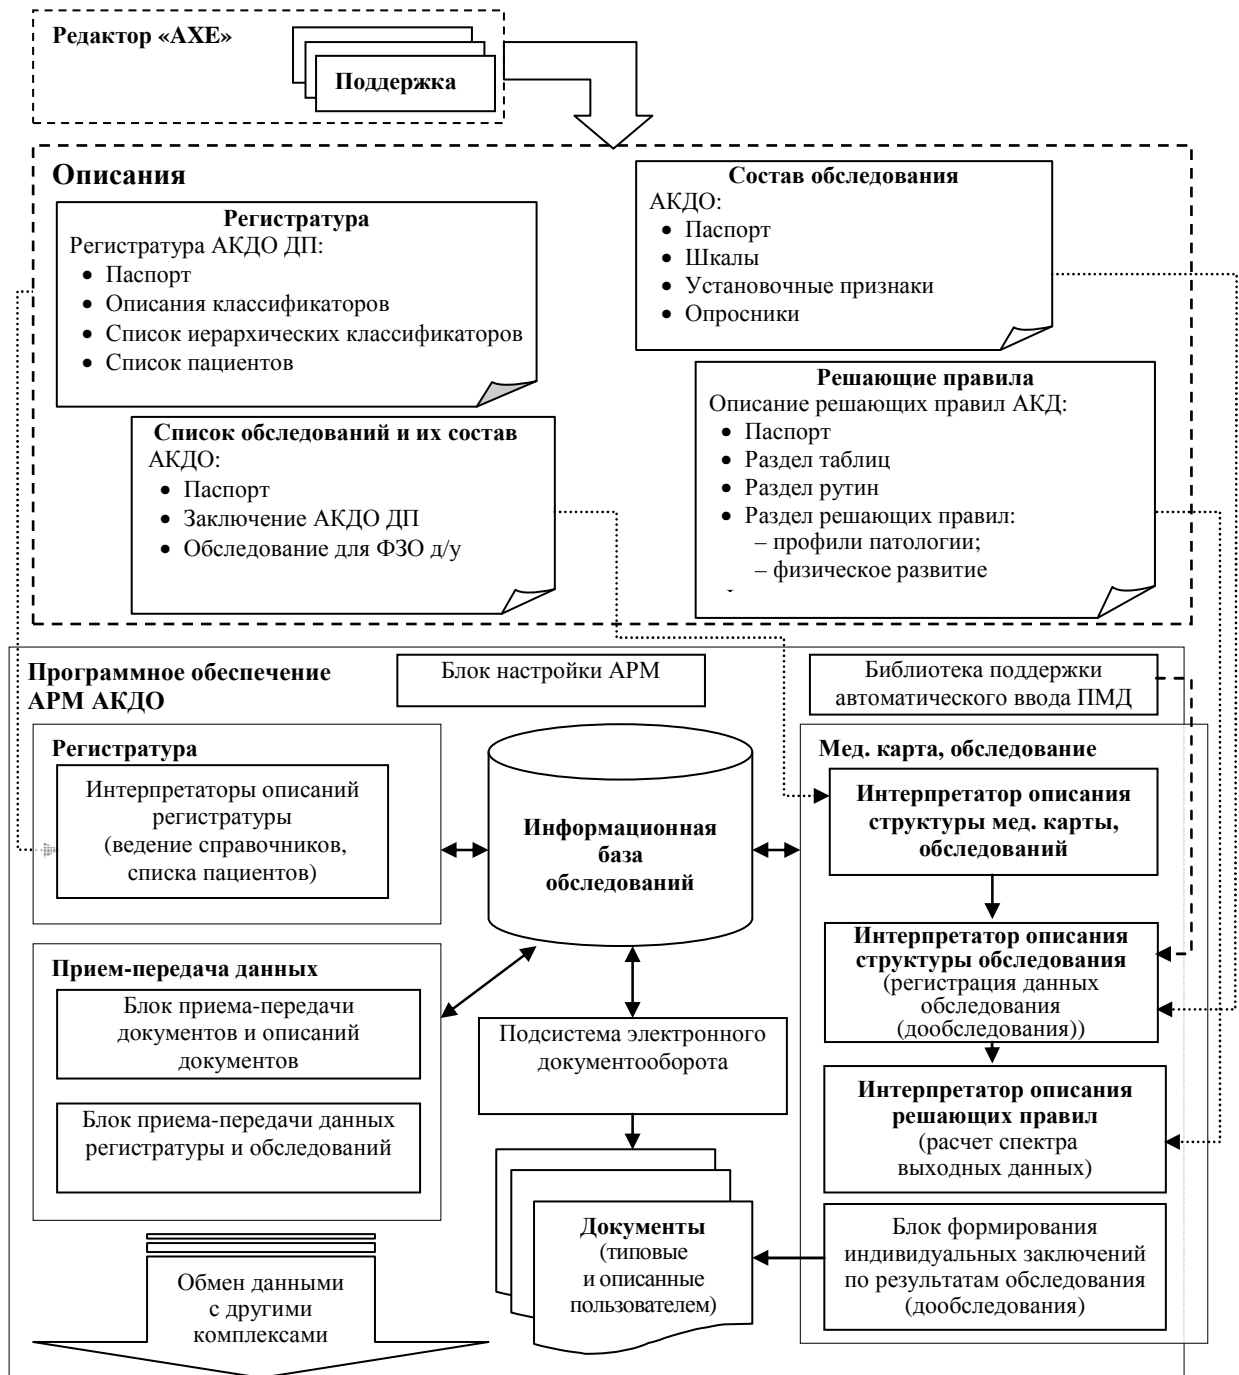 Редактор «АХЕ»
Поддержка
Описания
Регистратура
Регистратура АКДО ДП:
• Паспорт
• Описания классификаторов
• Список иерархических классификаторов
• Список пациентов
Состав обследования
АКДО:
• Паспорт
• Шкалы
• Установочные признаки
• Опросники
Список обследований и их состав
АКДО:
• Паспорт
• Заключение АКДО ДП
• Обследование для ФЗО д/у
Решающие правила
Описание решающих правил АКД:
• Паспорт
• Раздел таблиц
• Раздел рутин
• Раздел решающих правил:
– профили патологии;
– физическое развитие
Программное обеспечение
АРМ АКДО
Блок настройки АРМ
Библиотека поддержки
автоматического ввода ПМД
Регистратура
Интерпретаторы описаний
регистратуры
(ведение справочников,
списка пациентов)
Информационная
база
обследований
Мед. карта, обследование
Интерпретатор описания
структуры мед. карты,
обследований
Интерпретатор описания
структуры обследования
(регистрация данных
обследования
(дообследования))
Интерпретатор описания
решающих правил
(расчет спектра
выходных данных)
Прием-передача данных
Блок приема-передачи
документов и описаний
документов
Блок приема-передачи данных
регистратуры и обследований
Подсистема электронного
документооборота
Документы
(типовые
и описанные
пользователем)
Блок формирования
индивидуальных заключений
по результатам обследования
(дообследования)
Обмен данными
с другими
комплексами